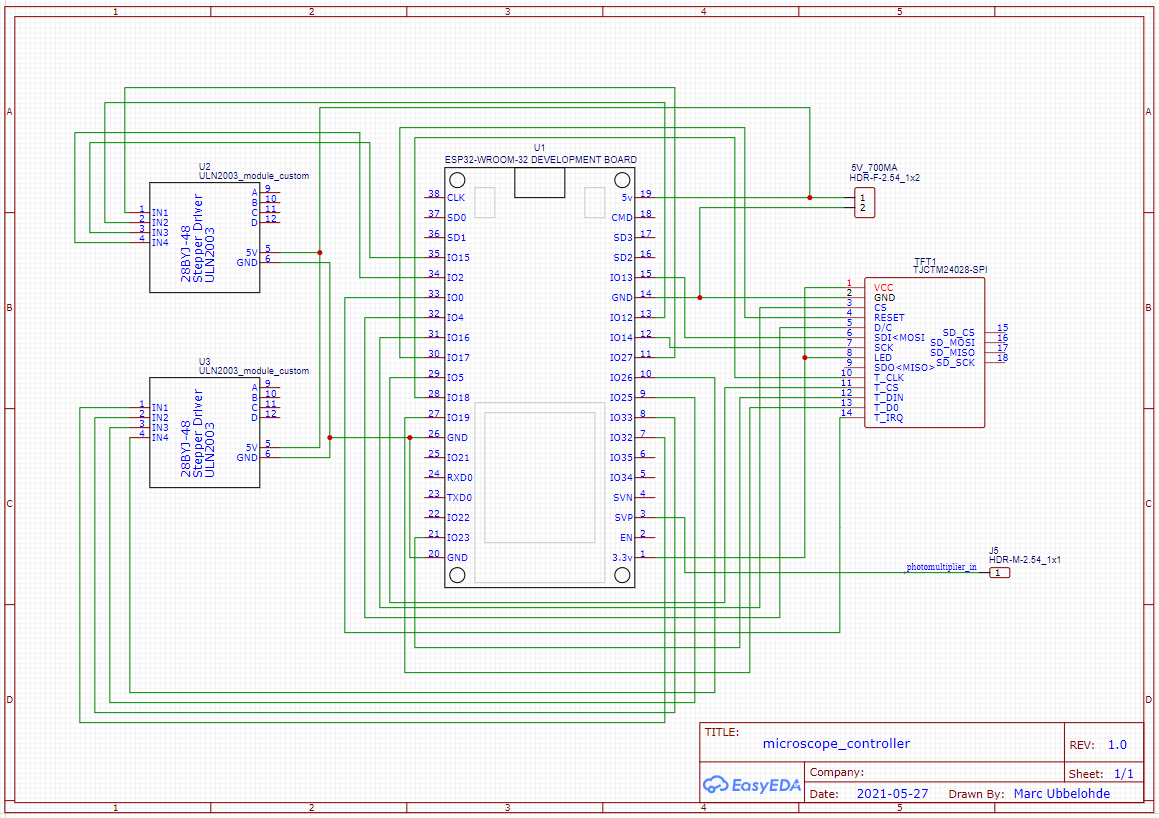 1 2 3 4 5
A A
B B
C C
D D
1 2 3 4 5
U2
ULN2003_module_custom
28BYJ-48
Stepper Driver
ULN2003
1 IN1
2 IN2
3 IN3
4 IN4
A 9
B 10
C 11
D 12
5V 5
GND 6
U3
ULN2003_module_custom
28BYJ-48
Stepper Driver
ULN2003
1 IN1
2 IN2
3 IN3
4 IN4
A 9
B 10
C 11
D 12
5V 5
GND 6
U1
ESP32-WROOM-32 DEVELOPMENT BOARD
38 CLK
37 SD0
36 SD1
35 IO15
34 IO2
33 IO0
32 IO4
31 IO16
30 IO17
29 IO5
28 IO18
27 IO19
26 GND
25 IO21
24 RXD0
23 TXD0
22 IO22
21 IO23
20 GND
5v 19
CMD 18
SD3 17
SD2 16
IO13 15
GND 14
IO12 13
IO14 12
IO27 11
IO26 10
IO25 9
IO33 8
IO32 7
IO35 6
IO34 5
SVN 4
SVP 3
EN 2
3.3v 1
5V_700MA
HDR-F-2.54_1x2
1
2
TFT1
TJCTM24028-SPI
1 VCC
2 GND
3 CS
4 RESET
5 D/C
6 SDI<MOSI
7 SCK
8 LED
9 SDO<MISO>
10 T_CLK
11 T_CS
12 T_DIN
13 T_D0
14 T_IRQ
SD_CS 15
SD_MOSI 16
SD_MISO 17
SD_SCK 18
J5
HDR-M-2.54_1x1
photomultiplier_in
1
TITLE:
microscope_controller
REV: 1.0
EasyEDA
Company:
Sheet: 1/1
Date: 2021-05-27 Drawn By: Marc Ubbelohde